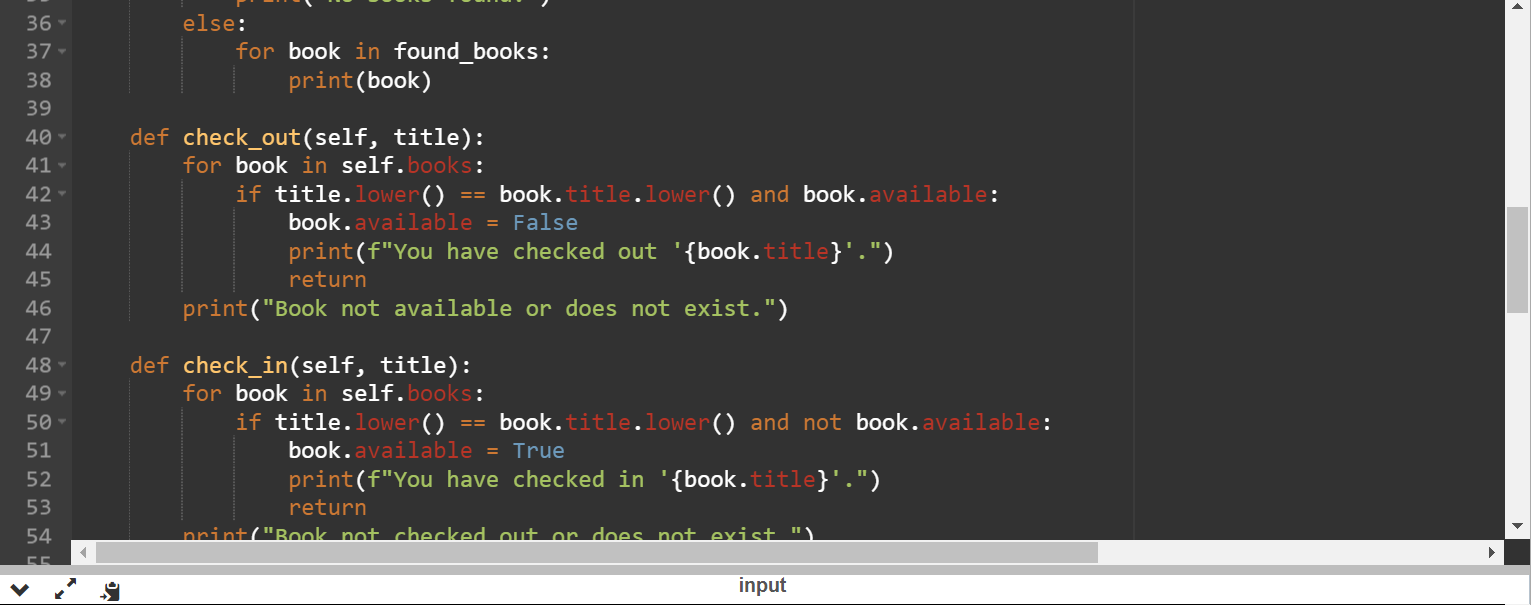 print("No books found.")
36 else:
37 for book in found_books:
38 print(book)
39
40 def check_out(self, title):
41 for book in self.books:
42 if title.lower() == book.title.lower() and book.available:
43 book.available = False
44 print(f"You have checked out '{book.title}'.")
45 return
46 print("Book not available or does not exist.")
47
48 def check_in(self, title):
49 for book in self.books:
50 if title.lower() == book.title.lower() and not book.available:
51 book.available = True
52 print(f"You have checked in '{book.title}'.")
53 return
54 print("Book not checked out or does not exist.")
55
input